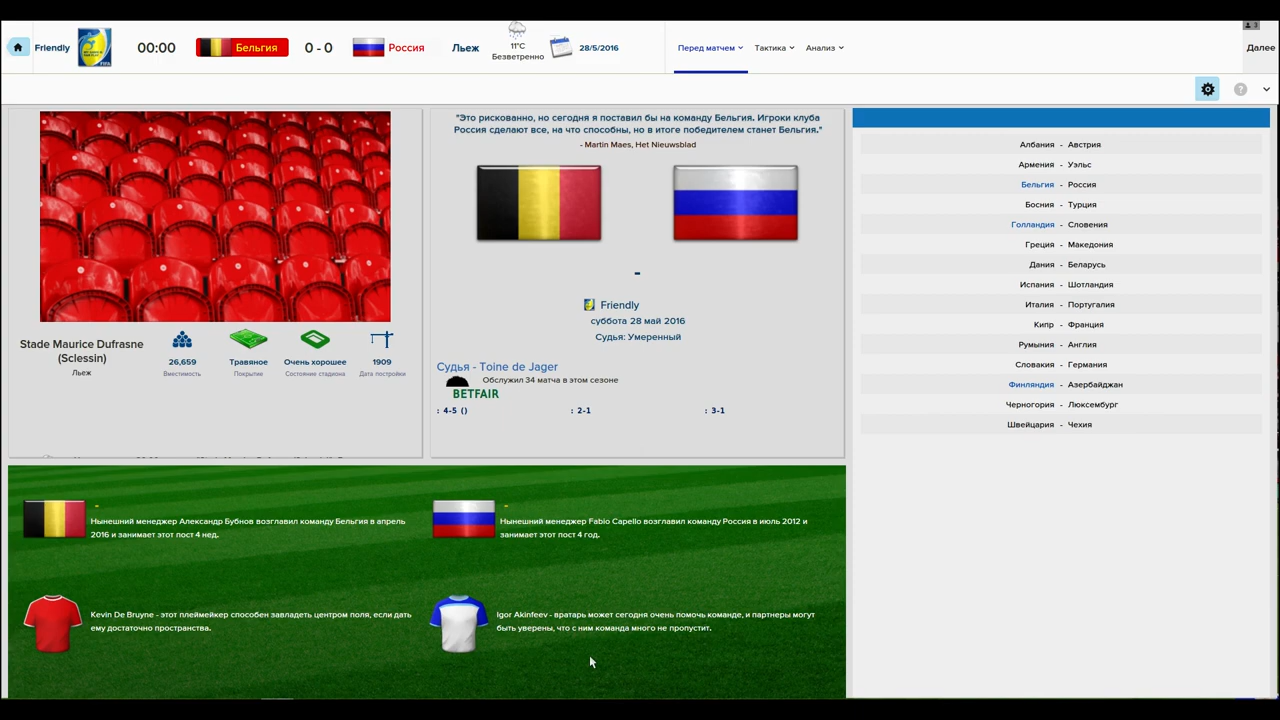 3
Friendly
FIFA
00:00
Бельгия
0 - 0
Россия
Льеж
11°C
Безветренно
28/5/2016
Перед матчем
Тактика
Анализ
Далее
?
"Это рискованно, но сегодня я поставил бы на команду Бельгия. Игроки клуба
Россия сделают все, на что способны, но в итоге победителем станет Бельгия."
- Martin Maes, Het Nieuwsblad
-
Friendly
суббота 28 май 2016
Судья: Умеренный
Судья - Toine de Jager
Обслужил 34 матча в этом сезоне
BETFAIR
: 4-5 ()
: 2-1
: 3-1
Stade Maurice Dufrasne
(Sclessin)
Льеж
26,659
Вместимость
Травяное
Покрытие
Очень хорошее
Состояние стадиона
1909
Дата постройки
Албания - Австрия
Армения - Уэльс
Бельгия - Россия
Босния - Турция
Голландия - Словения
Греция - Македония
Дания - Беларусь
Испания - Шотландия
Италия - Португалия
Кипр - Франция
Румыния - Англия
Словакия - Германия
Финляндия - Азербайджан
Черногория - Люксембург
Швейцария - Чехия
-
Нынешний менеджер Александр Бубнов возглавил команду Бельгия в апрель
2016 и занимает этот пост 4 нед.
-
Нынешний менеджер Fabio Capello возглавил команду Россия в июль 2012 и
занимает этот пост 4 год.
Kevin De Bruyne - этот плеймейкер способен завладеть центром поля, если дать
ему достаточно пространства.
Igor Akinfeev - вратарь может сегодня очень помочь команде, и партнеры могут
быть уверены, что с ним команда много не пропустит.